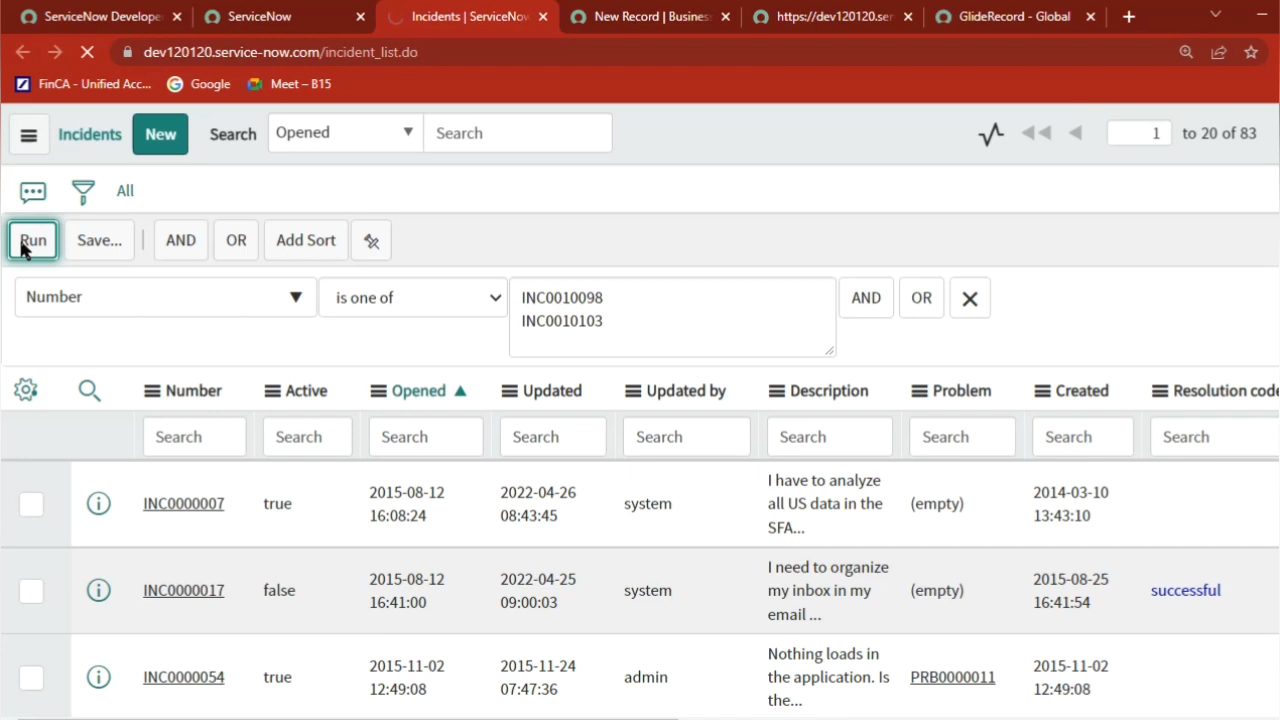 ServiceNow Develope
ServiceNow
Incidents | ServiceNow
New Record | Busines
https://dev120120.ser
GlideRecord - Global
dev120120.service-now.com/incident_list.do
FinCA - Unified Acc...
Google
Meet – B15
Incidents
New
Search
Opened
Search
1
to 20 of 83
All
Run
Save...
AND
OR
Add Sort
Number
is one of
INC0010098
INC0010103
AND
OR
Number
Active
Opened
Updated
Updated by
Description
Problem
Created
Resolution code
Search
Search
Search
Search
Search
Search
Search
Search
Search
INC0000007
true
2015-08-12
16:08:24
2022-04-26
08:43:45
system
I have to analyze
all US data in the
SFA...
(empty)
2014-03-10
13:43:10
INC0000017
false
2015-08-12
16:41:00
2022-04-25
09:00:03
system
I need to organize
my inbox in my
email ...
(empty)
2015-08-25
16:41:54
successful
INC0000054
true
2015-11-02
12:49:08
2015-11-24
07:47:36
admin
Nothing loads in
the application. Is
the...
PRB0000011
2015-11-02
12:49:08